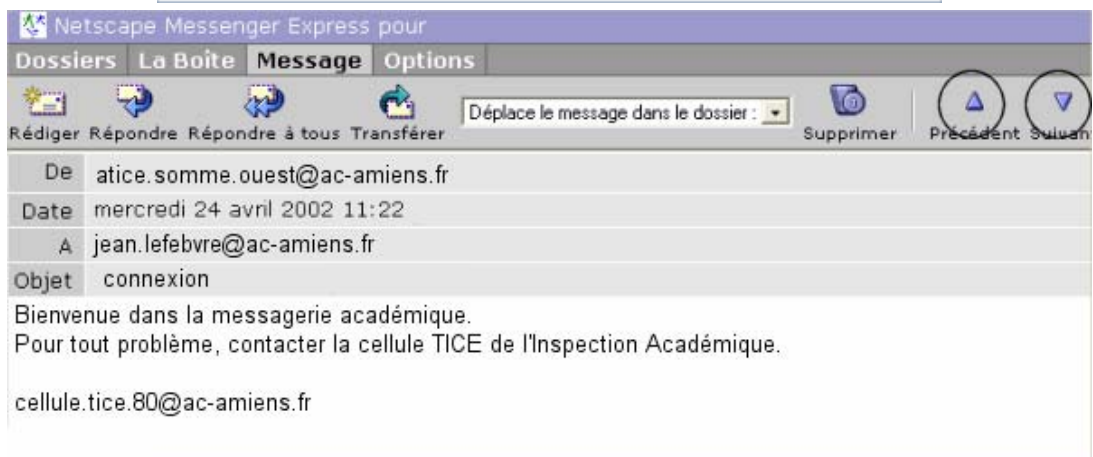 Netscape Messenger Express pour
Dossiers La Boîte Message Options
Déplace le message dans le dossier :
Rédiger Répondre Répondre à tous Transférer Supprimer Précédent Suivan
De atice.somme.ouest@ac-amiens.fr
Date mercredi 24 avril 2002 11:22
A jean.lefebvre@ac-amiens.fr
Objet connexion
Bienvenue dans la messagerie académique.
Pour tout problème, contacter la cellule TICE de l'Inspection Académique.
cellule.tice.80@ac-amiens.fr